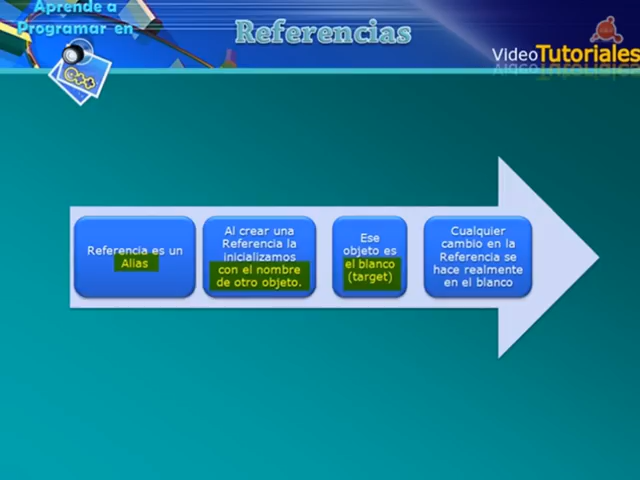 Aprende a
Programar en
C++
Referencias
VideoTutoriales
Referencia es un
Alias
Al crear una
Referencia la
inicializamos
con el nombre
de otro objeto.
Ese
objeto es
el blanco
(target)
Cualquier
cambio en la
Referencia se
hace realmente
en el blanco